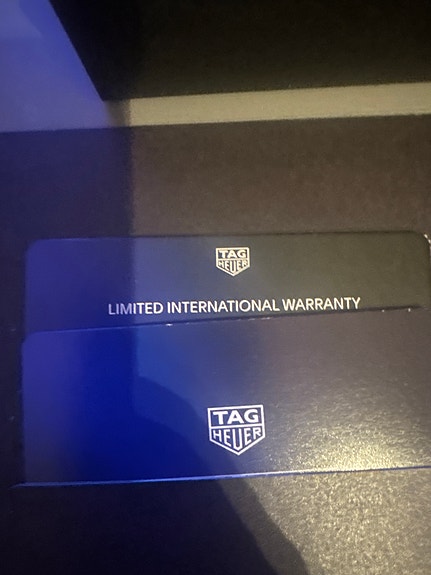 TAG
HEUER
LIMITED INTERNATIONAL WARRANTY
TAG
HEUER